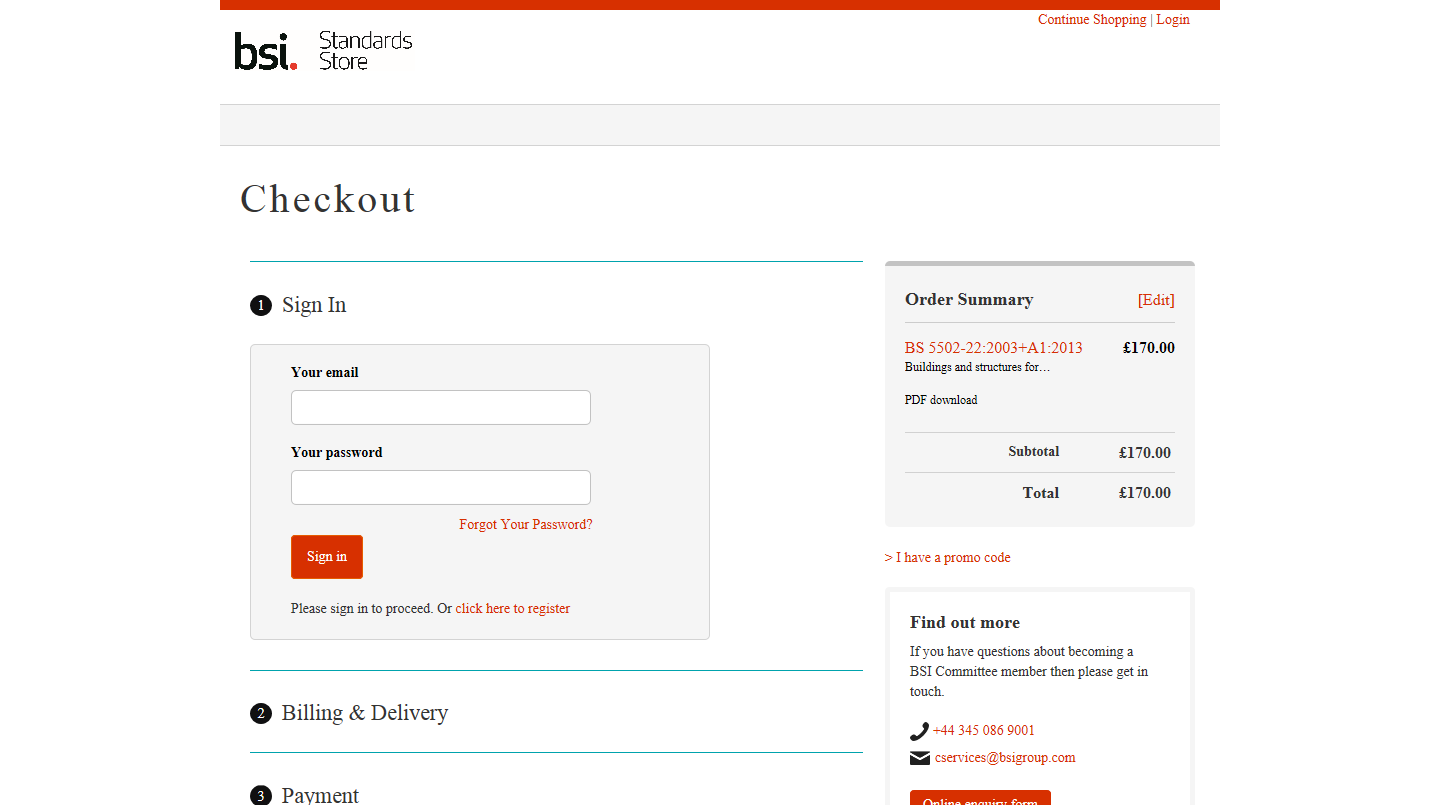 Continue Shopping | Login
bsi. Standards
Store
Checkout
1 Sign In
Your email
Your password
Forgot Your Password?
Sign in
Please sign in to proceed. Or click here to register
2 Billing & Delivery
3 Payment
Order Summary [Edit]
BS 5502-22:2003+A1:2013 £170.00
Buildings and structures for…
PDF download
Subtotal £170.00
Total £170.00
> I have a promo code
Find out more
If you have questions about becoming a
BSI Committee member then please get in
touch.
+44 345 086 9001
cservices@bsigroup.com
Online enquiry form